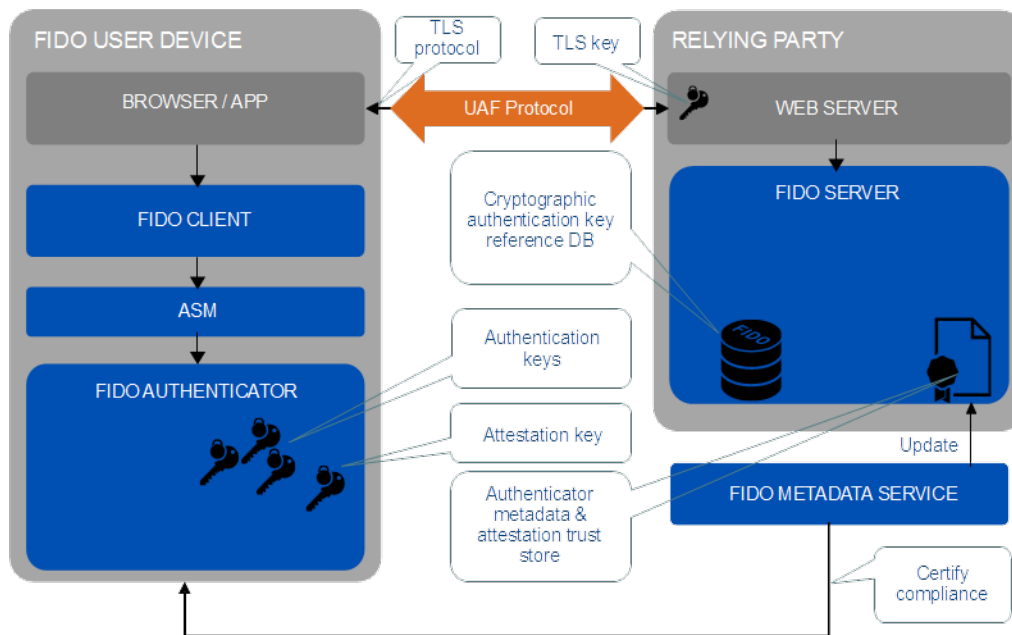 FIDO USER DEVICE
TLS
protocol
TLS key
RELYING PARTY
BROWSER / APP
UAF Protocol
WEB SERVER
FIDO CLIENT
Cryptographic
authentication key
reference DB
FIDO SERVER
ASM
FIDO
Authentication
keys
FIDO AUTHENTICATOR
Attestation key
Update
Authenticator
metadata &
attestation trust
store
FIDO METADATA SERVICE
Certify
compliance